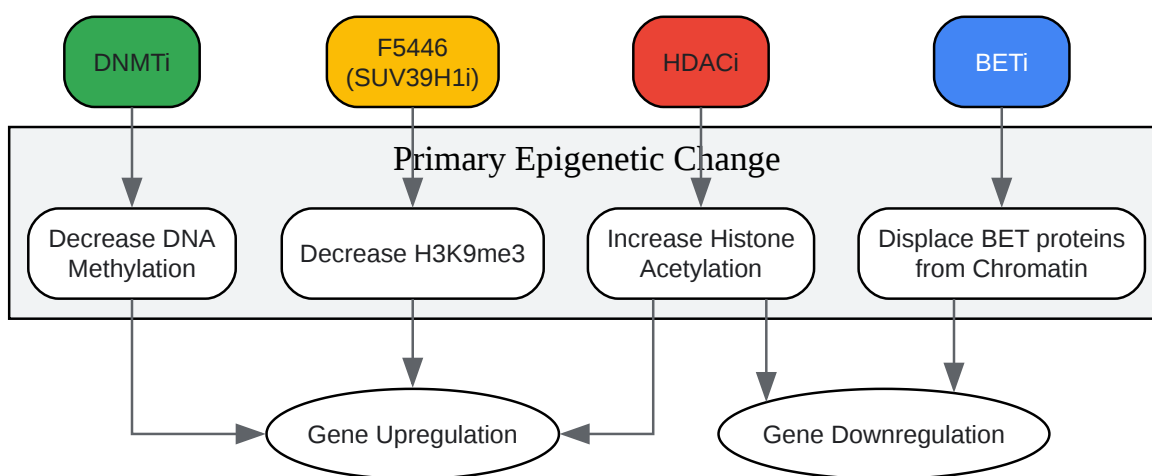 DNMTi
F5446
(SUV39H1i)
HDACi
BETi
Primary Epigenetic Change
Decrease DNA
Methylation
Decrease H3K9me3
Increase Histone
Acetylation
Displace BET proteins
from Chromatin
Gene Upregulation
Gene Downregulation